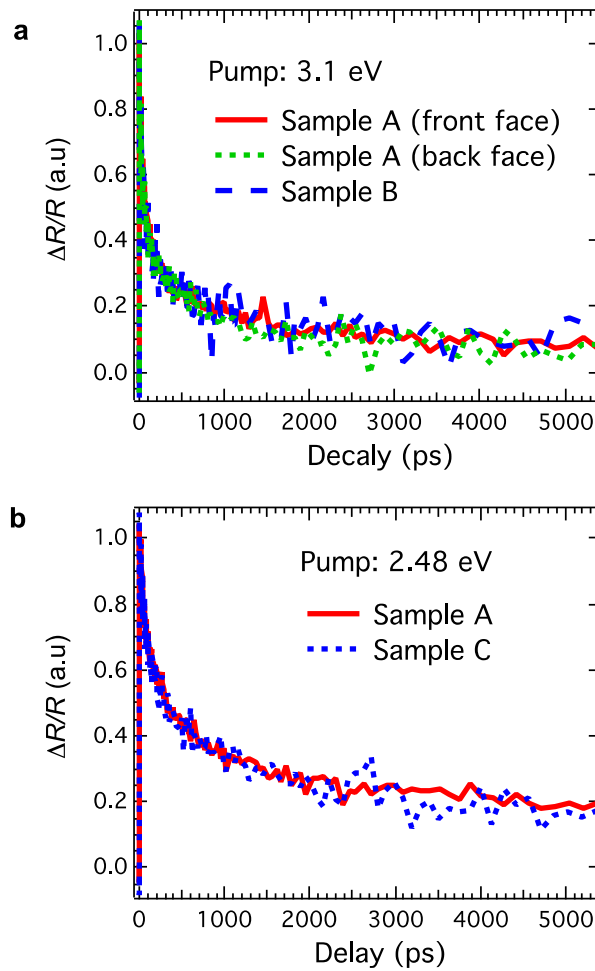 a
Pump: 3.1 eV
Sample A (front face)
Sample A (back face)
Sample B
ΔR/R (a.u)
1.0
0.8
0.6
0.4
0.2
0.0
0 1000 2000 3000 4000 5000
Decaly (ps)
b
Pump: 2.48 eV
Sample A
Sample C
ΔR/R (a.u)
1.0
0.8
0.6
0.4
0.2
0.0
0 1000 2000 3000 4000 5000
Delay (ps)